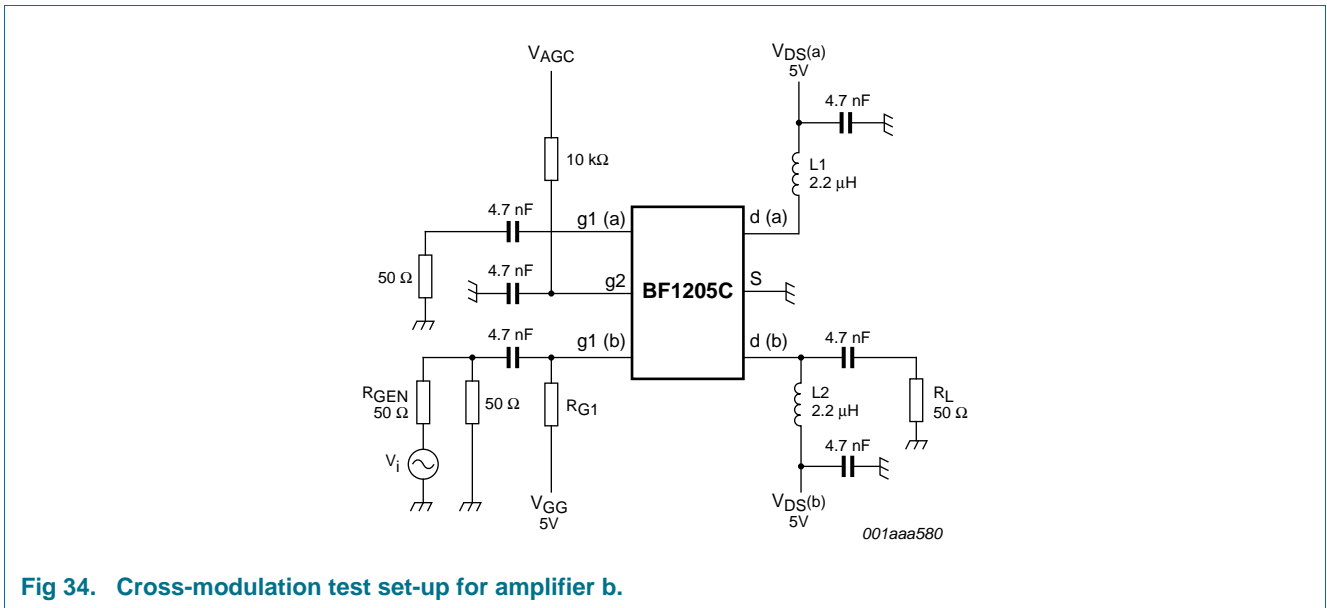 VAGC
VDS(a)
5V
4.7 nF
10 kΩ
L1
2.2 μH
4.7 nF
g1 (a)
d (a)
50 Ω
4.7 nF
g2
BF1205C
S
4.7 nF
g1 (b)
d (b)
4.7 nF
RGEN
50 Ω
50 Ω
RG1
L2
2.2 μH
RL
50 Ω
4.7 nF
Vi
VGG
5V
VDS(b)
5V
001aaa580
Fig 34. Cross-modulation test set-up for amplifier b.